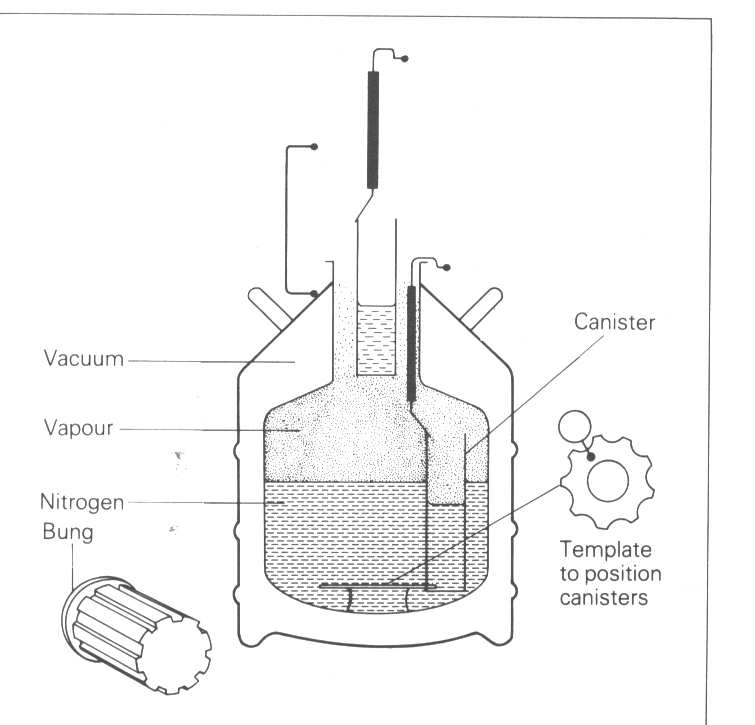 Canister
Vacuum
Vapour
Nitrogen
Bung
Template
to position
canisters